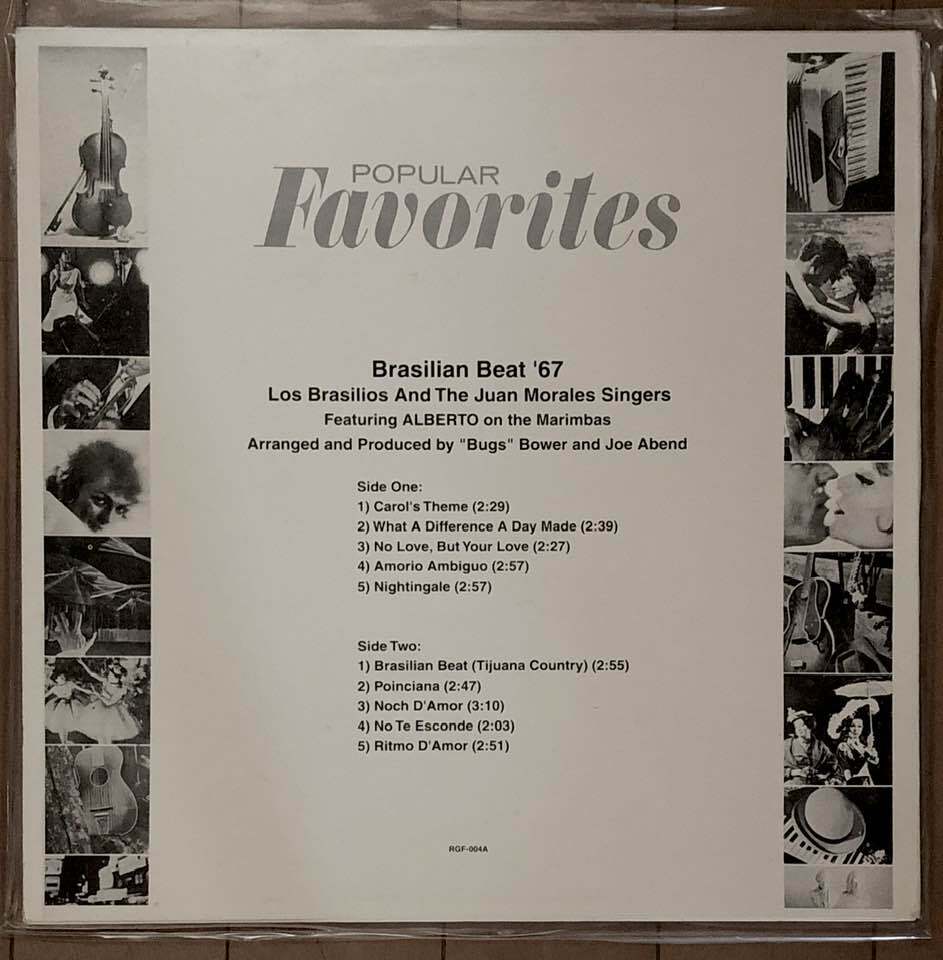 POPULAR
Favorites
Brasilian Beat '67
Los Brasilios And The Juan Morales Singers
Featuring ALBERTO on the Marimbas
Arranged and Produced by "Bugs" Bower and Joe Abend
Side One:
1) Carol's Theme (2:29)
2) What A Difference A Day Made (2:39)
3) No Love, But Your Love (2:27)
4) Amorio Ambiguo (2:57)
5) Nightingale (2:57)
Side Two:
1) Brasilian Beat (Tijuana Country) (2:55)
2) Poinciana (2:47)
3) Noch D'Amor (3:10)
4) No Te Esconde (2:03)
5) Ritmo D'Amor (2:51)
RGF-004A